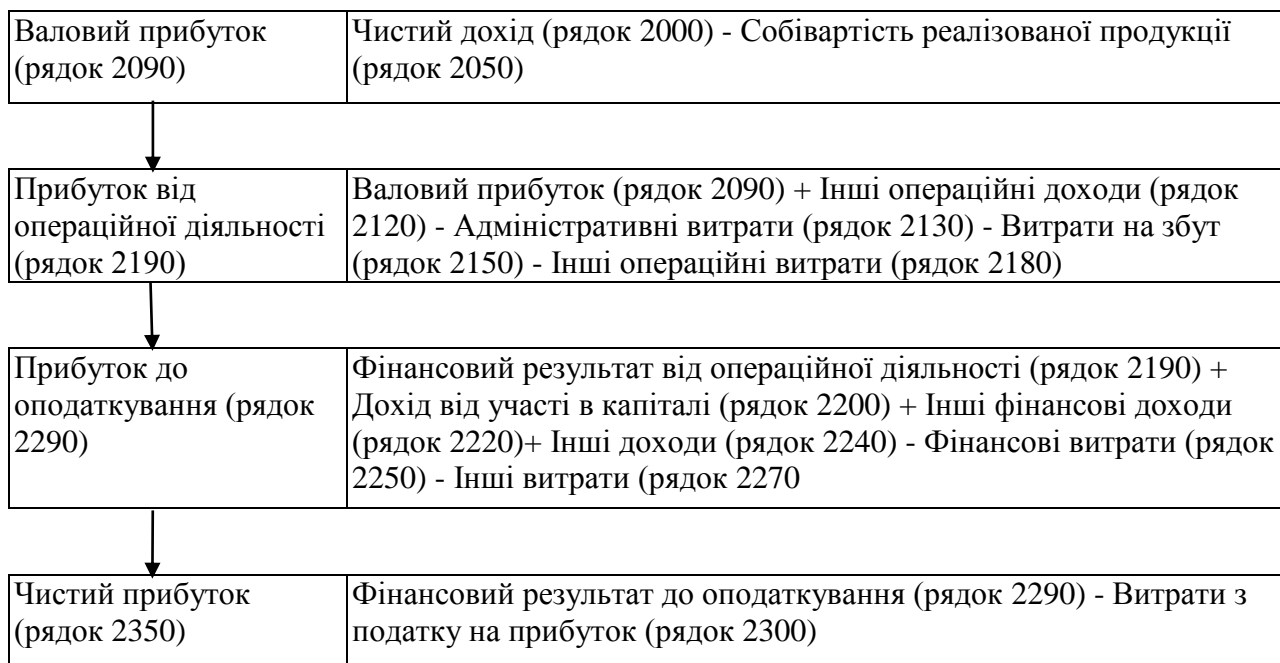 Валовий прибуток
(рядок 2090)
Чистий дохід (рядок 2000) - Собівартість реалізованої продукції
(рядок 2050)
Прибуток від
операційної діяльності
(рядок 2190)
Валовий прибуток (рядок 2090) + Інші операційні доходи (рядок
2120) - Адміністративні витрати (рядок 2130) - Витрати на збут
(рядок 2150) - Інші операційні витрати (рядок 2180)
Прибуток до
оподаткування (рядок
2290)
Фінансовий результат від операційної діяльності (рядок 2190) +
Дохід від участі в капіталі (рядок 2200) + Інші фінансові доходи
(рядок 2220)+ Інші доходи (рядок 2240) - Фінансові витрати (рядок
2250) - Інші витрати (рядок 2270
Чистий прибуток
(рядок 2350)
Фінансовий результат до оподаткування (рядок 2290) - Витрати з
податку на прибуток (рядок 2300)